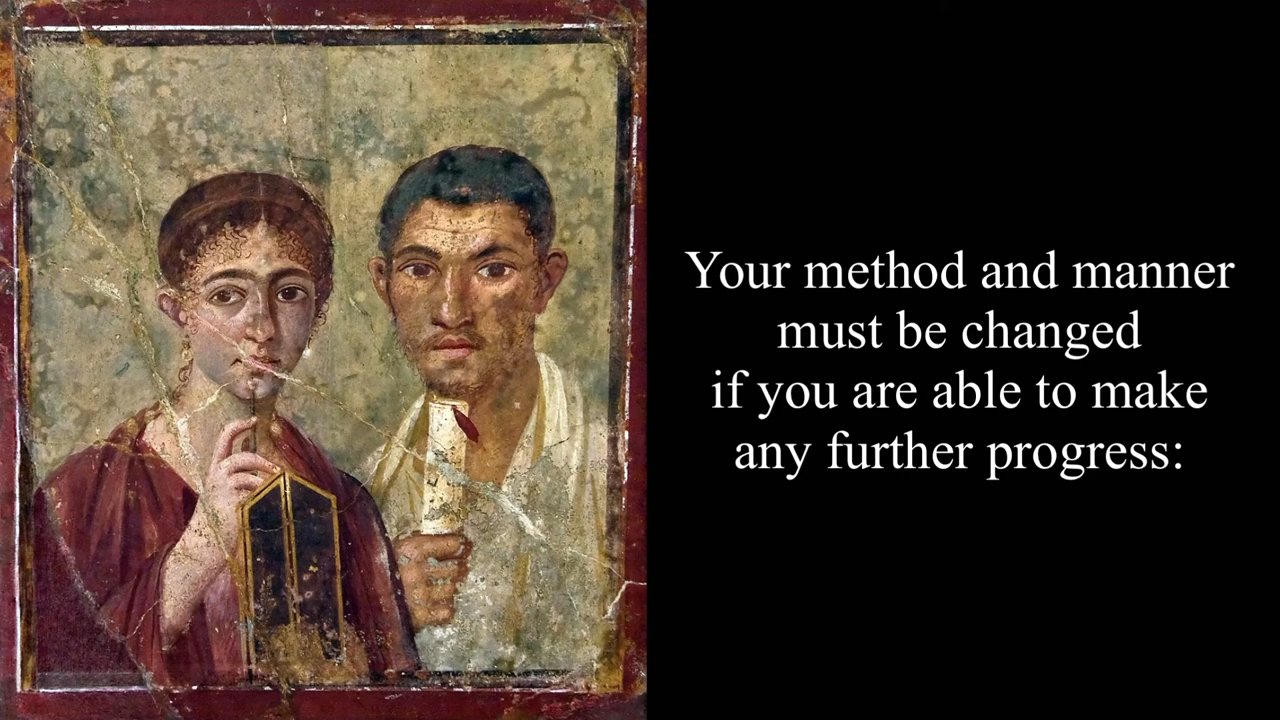 Your method and manner
must be changed
if you are able to make
any further progress: